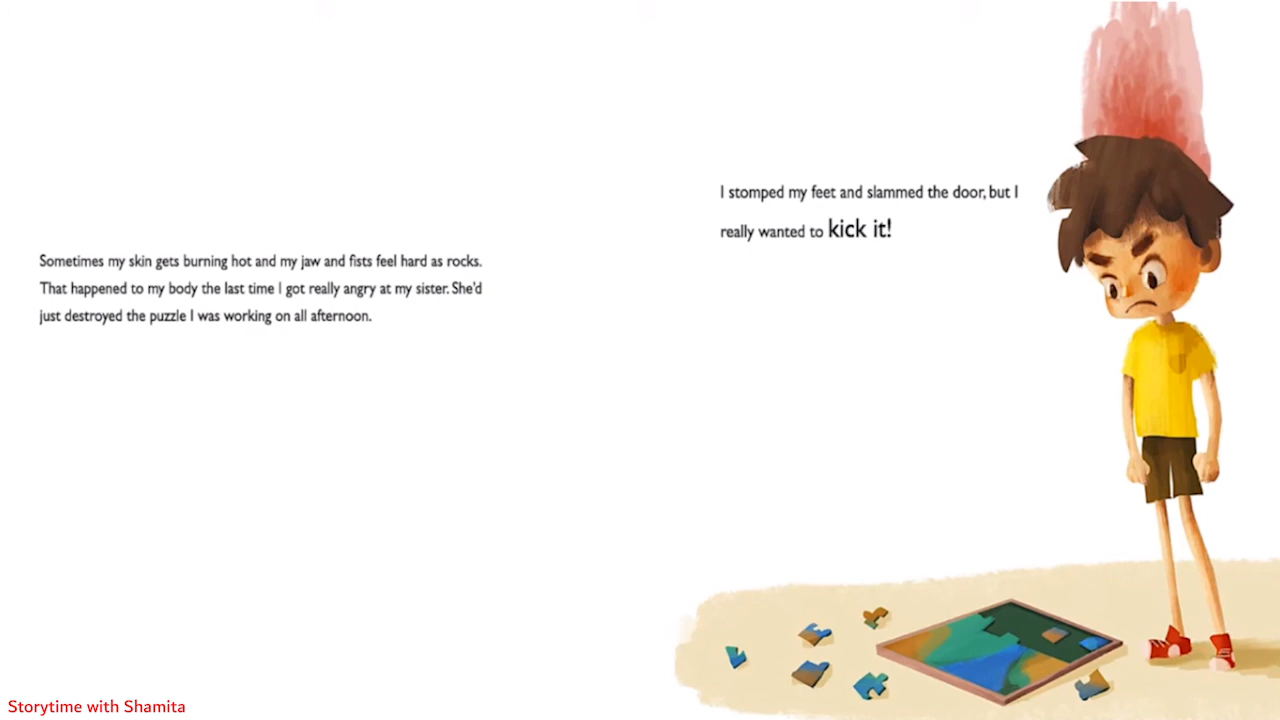 Sometimes my skin gets burning hot and my jaw and fists feel hard as rocks.
That happened to my body the last time I got really angry at my sister. She'd
just destroyed the puzzle I was working on all afternoon.
I stomped my feet and slammed the door, but I
really wanted to kick it!
Storytime with Shamita